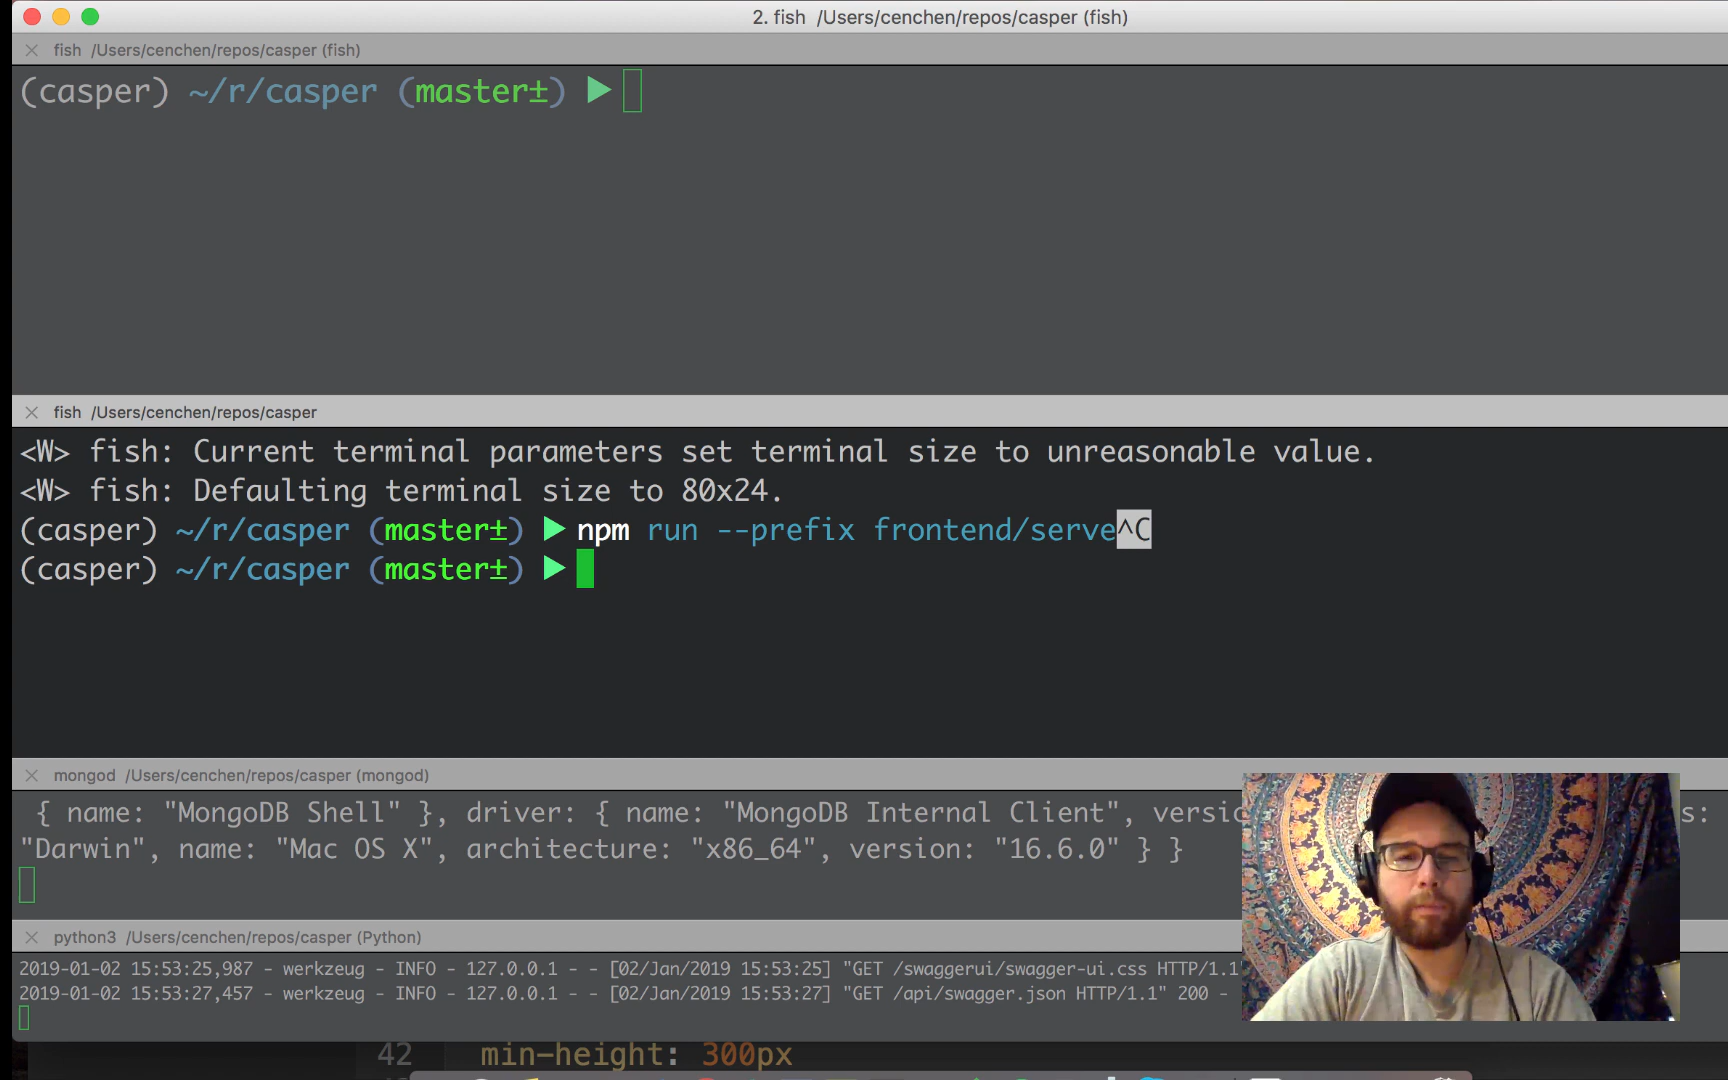 2. fish /Users/cenchen/repos/casper (fish)
fish /Users/cenchen/repos/casper (fish)
(casper) ~/r/casper (master±) ▶
fish /Users/cenchen/repos/casper
<W> fish: Current terminal parameters set terminal size to unreasonable value.
<W> fish: Defaulting terminal size to 80x24.
(casper) ~/r/casper (master±) ▶ npm run --prefix frontend/serve^C
(casper) ~/r/casper (master±) ▶
mongod /Users/cenchen/repos/casper (mongod)
{ name: "MongoDB Shell" }, driver: { name: "MongoDB Internal Client", versio s:
"Darwin", name: "Mac OS X", architecture: "x86_64", version: "16.6.0" } }
python3 /Users/cenchen/repos/casper (Python)
2019-01-02 15:53:25,987 - werkzeug - INFO - 127.0.0.1 - - [02/Jan/2019 15:53:25] "GET /swaggerui/swagger-ui.css HTTP/1.1
2019-01-02 15:53:27,457 - werkzeug - INFO - 127.0.0.1 - - [02/Jan/2019 15:53:27] "GET /api/swagger.json HTTP/1.1" 200 -
42 min-height: 300px